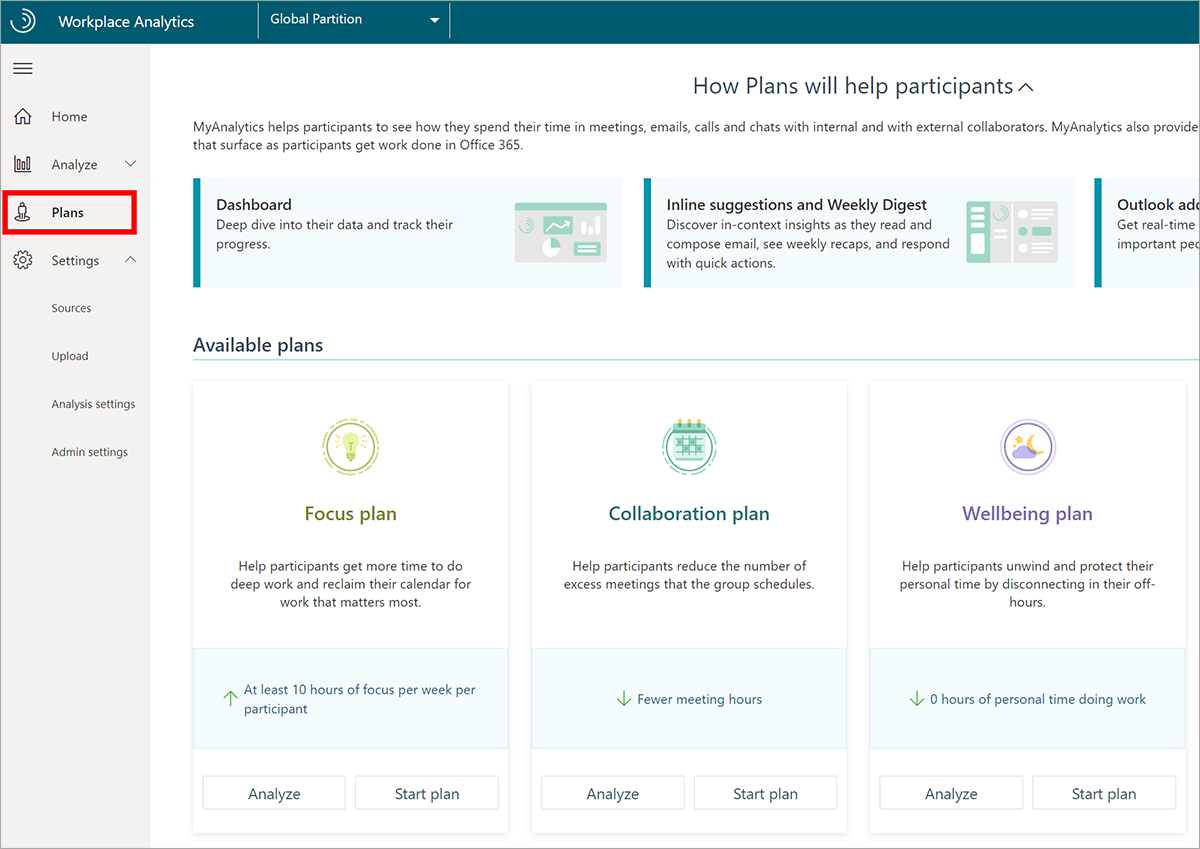 Workplace Analytics
Global Partition
Home
Analyze
Plans
Settings
Sources
Upload
Analysis settings
Admin settings
How Plans will help participants
MyAnalytics helps participants to see how they spend their time in meetings, emails, calls and chats with internal and with external collaborators. MyAnalytics also provide
that surface as participants get work done in Office 365.
Dashboard
Deep dive into their data and track their
progress.
Inline suggestions and Weekly Digest
Discover in-context insights as they read and
compose email, see weekly recaps, and respond
with quick actions.
Outlook add
Get real-time
important peo
Available plans
Focus plan
Help participants get more time to do
deep work and reclaim their calendar for
work that matters most.
At least 10 hours of focus per week per
participant
Analyze
Start plan
Collaboration plan
Help participants reduce the number of
excess meetings that the group schedules.
Fewer meeting hours
Analyze
Start plan
Wellbeing plan
Help participants unwind and protect their
personal time by disconnecting in their off-
hours.
0 hours of personal time doing work
Analyze
Start plan